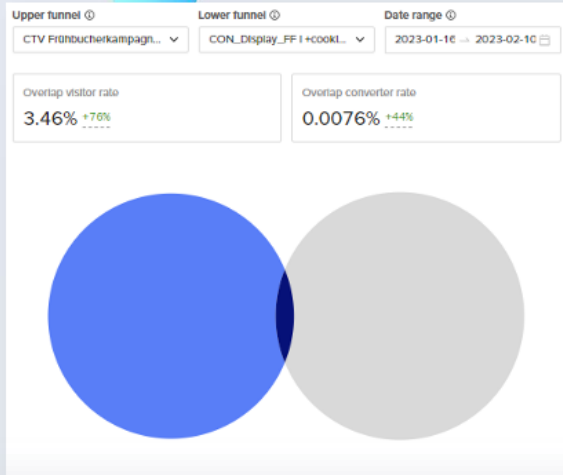 Upper funnel
Lower funnel
Date range
CTV Frühbucherkampagn...
CON_Display_FF I +cooki...
2023-01-16 → 2023-02-10
Overlap visitor rate
3.46% +76%
Overlap converter rate
0.0076% +44%